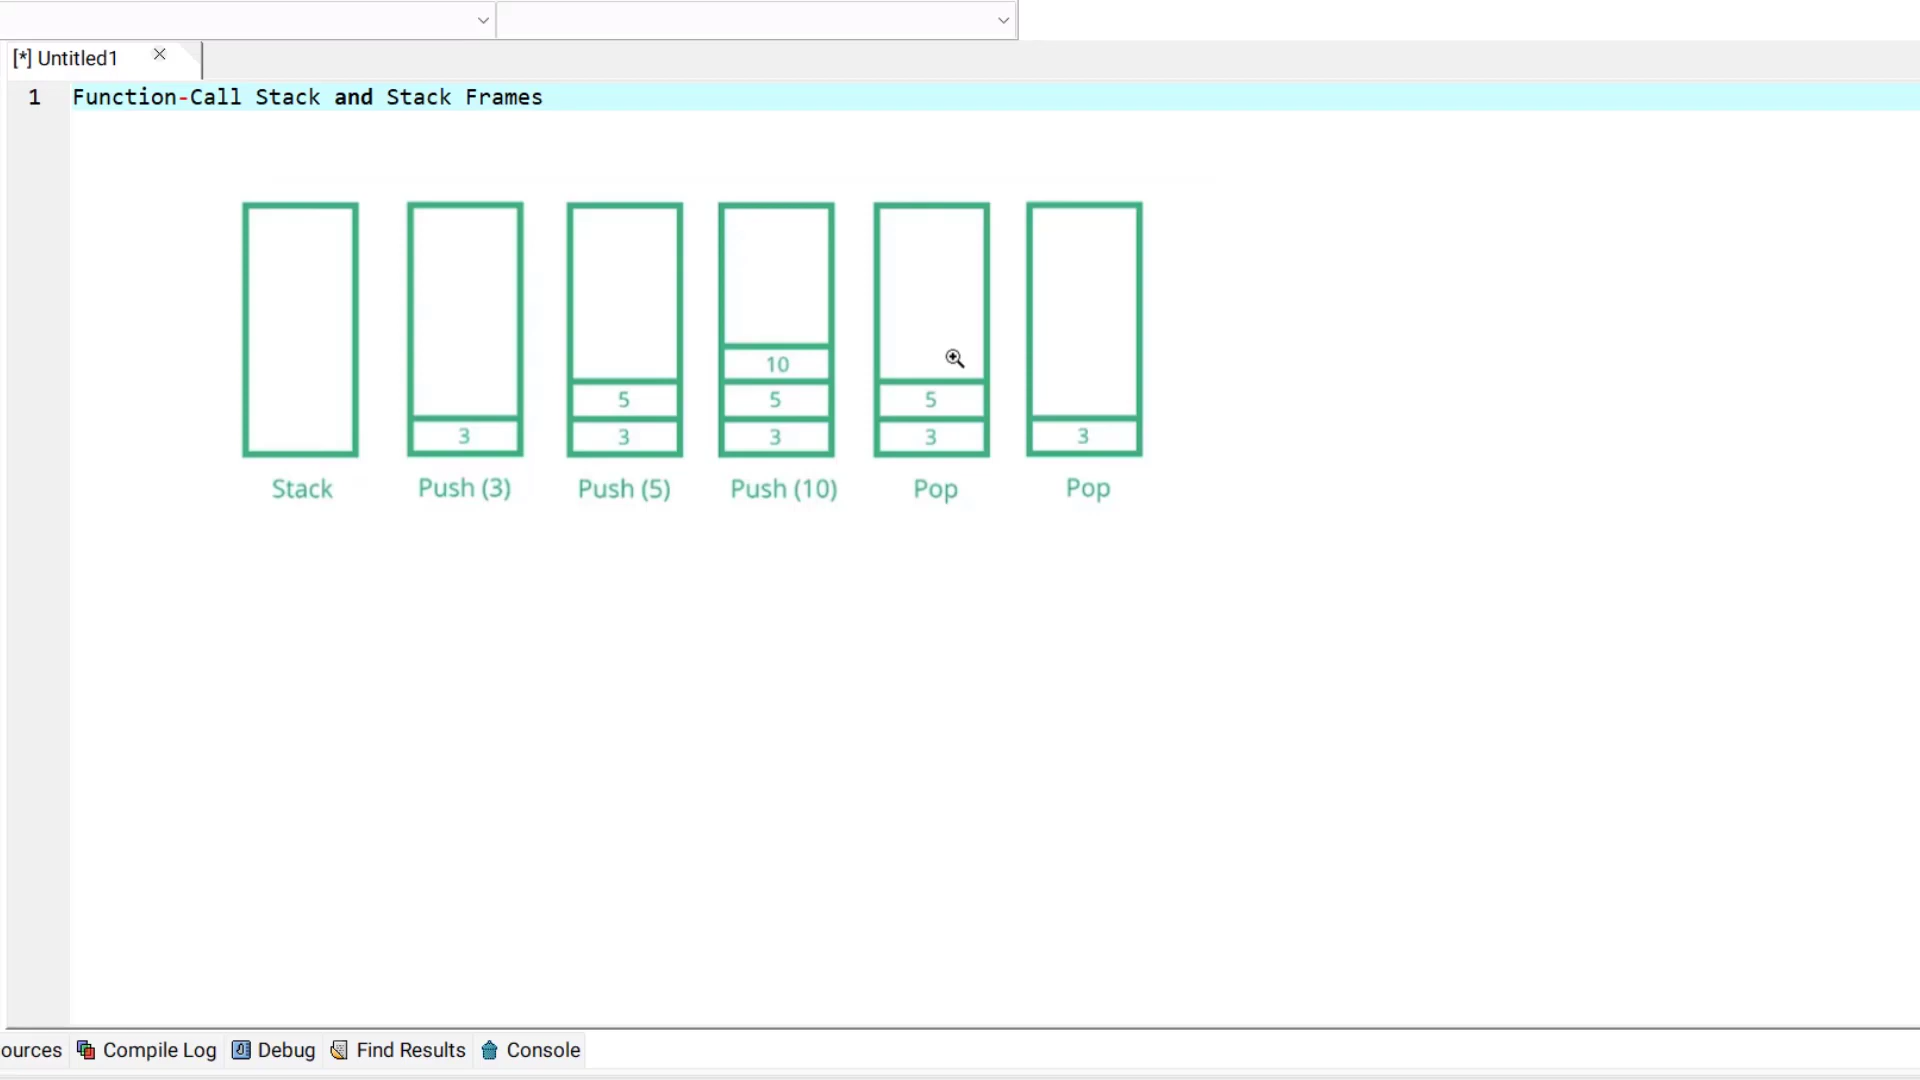 [*] Untitled1
1 Function-Call Stack and Stack Frames
10
5 5 5
3 3 3 3 3
Stack Push (3) Push (5) Push (10) Pop Pop
ources Compile Log Debug Find Results Console